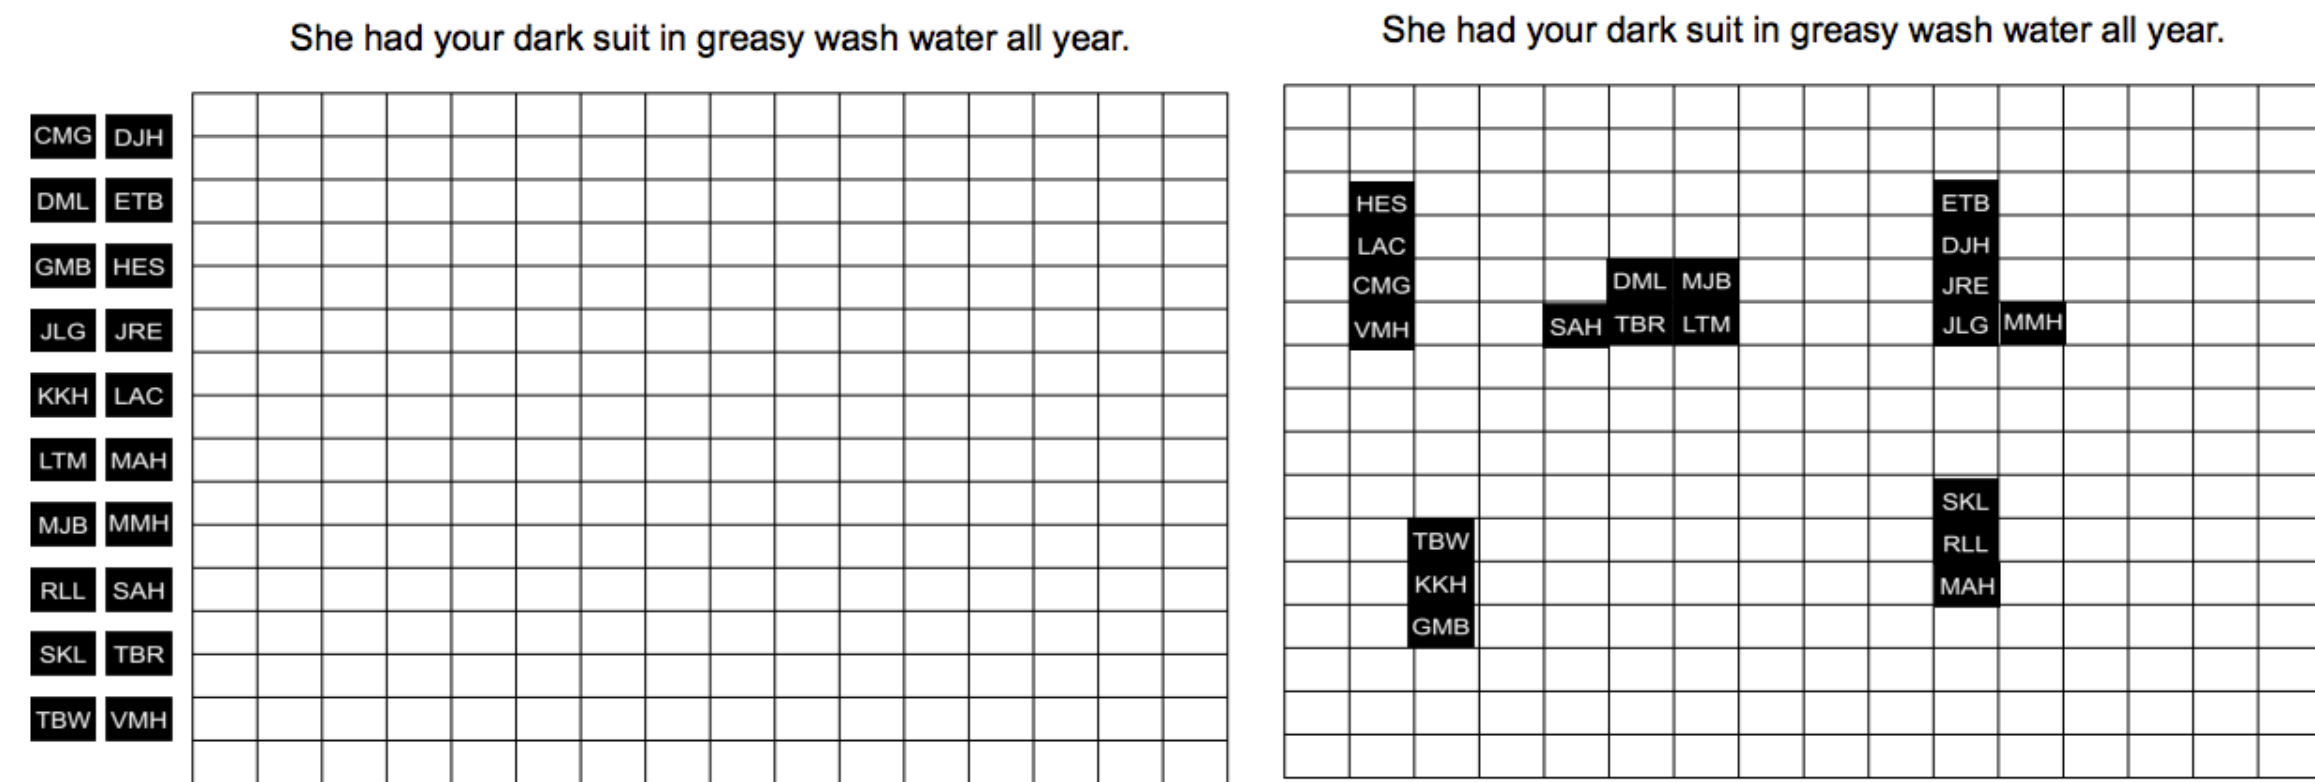 She had your dark suit in greasy wash water all year.
CMG DJH
DML ETB
GMB HES
JLG JRE
KKH LAC
LTM MAH
MJB MMH
RLL SAH
SKL TBR
TBW VMH
She had your dark suit in greasy wash water all year.
HES ETB
LAC DJH
CMG DML MJB JRE
VMH SAH TBR LTM JLG MMH
SKL
TBW RLL
KKH MAH
GMB